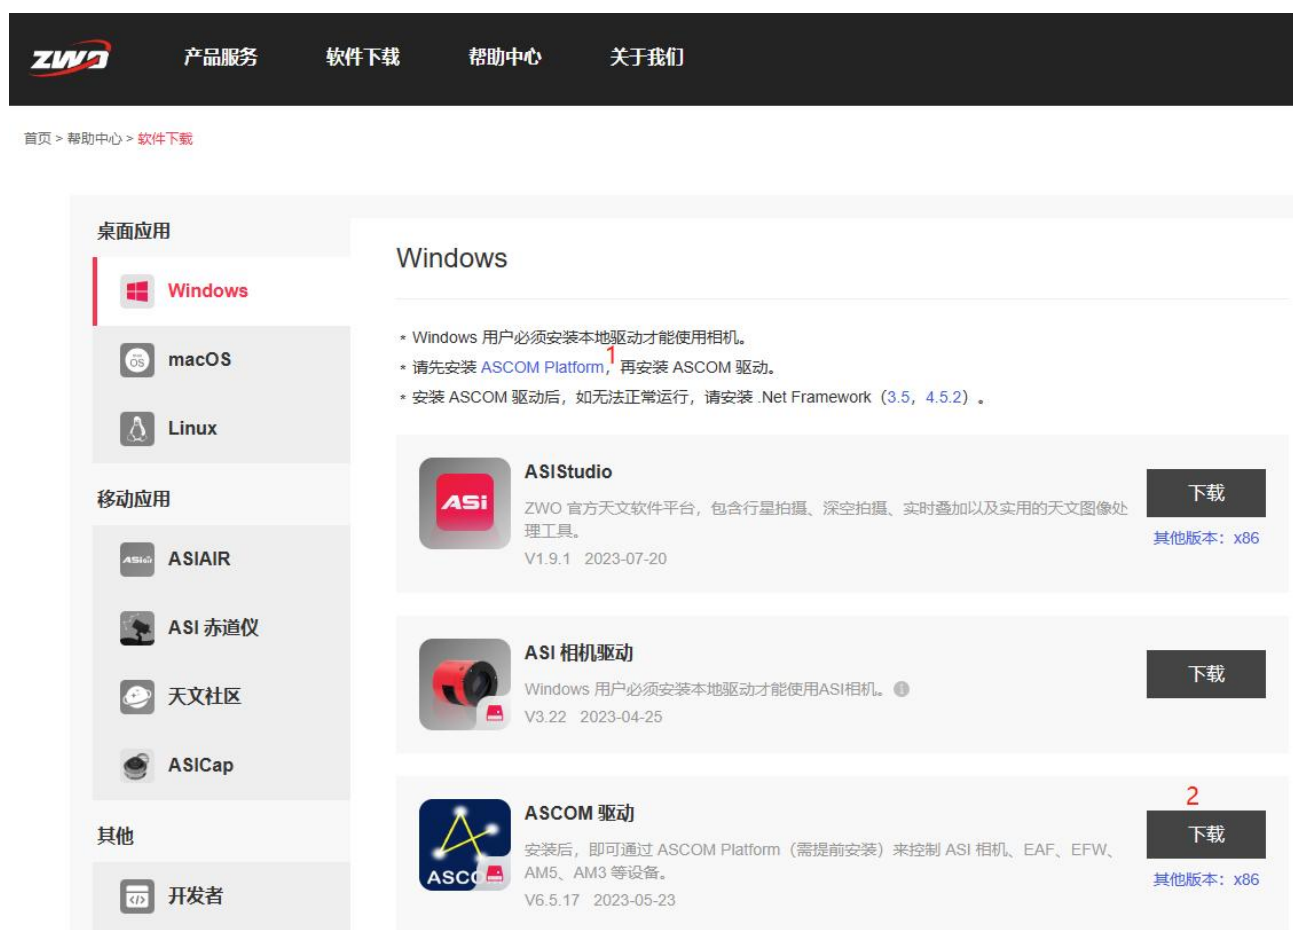 ZWO 产品服务 软件下载 帮助中心 关于我们
首页 > 帮助中心 > 软件下载
桌面应用
Windows
macOS
Linux
移动应用
ASIAIR
ASI 赤道仪
天文社区
ASICap
其他
开发者
Windows
* Windows 用户必须安装本地驱动才能使用相机。
1
* 请先安装 ASCOM Platform，再安装 ASCOM 驱动。
* 安装 ASCOM 驱动后，如无法正常运行，请安装 .Net Framework（3.5，4.5.2）。
ASi
ASIStudio
ZWO 官方天文软件平台，包含行星拍摄、深空拍摄、实时叠加以及实用的天文图像处
理工具。
V1.9.1 2023-07-20
下载
其他版本：x86
ASI 相机驱动
Windows 用户必须安装本地驱动才能使用ASI相机。
V3.22 2023-04-25
下载
ASCOM 驱动
安装后，即可通过 ASCOM Platform（需提前安装）来控制 ASI 相机、EAF、EFW、
AM5、AM3 等设备。
V6.5.17 2023-05-23
2
下载
其他版本：x86